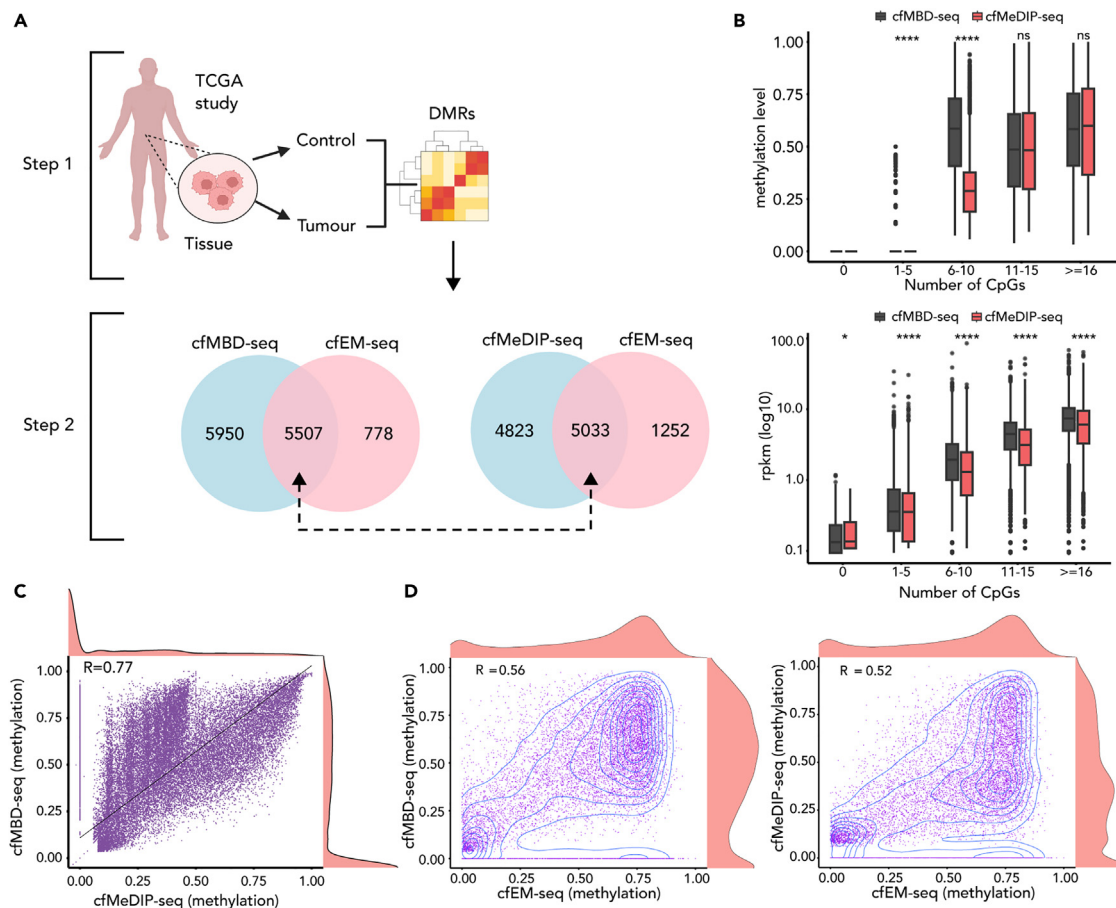 A
TCGA
study
Step 1
Control
DMRs
Tumour
Tissue
Step 2
cfMBD-seq cfEM-seq
5950 5507 778
cfMeDIP-seq cfEM-seq
4823 5033 1252
B
cfMBD-seq cfMeDIP-seq
**** **** ns ns
1.00
0.75
0.50
0.25
0.00
methylation level
0 1-5 6-10 11-15 >=16
Number of CpGs
cfMBD-seq cfMeDIP-seq
* **** **** **** ****
100.0
10.0
1.0
0.1
rpkm (log10)
0 1-5 6-10 11-15 >=16
Number of CpGs
C
R=0.77
1.00
0.75
0.50
0.25
0.00
cfMBD-seq (methylation)
0.00 0.25 0.50 0.75 1.00
cfMeDIP-seq (methylation)
D
R = 0.56
1.00
0.75
0.50
0.25
0.00
cfMBD-seq (methylation)
0.00 0.25 0.50 0.75 1.00
cfEM-seq (methylation)
R = 0.52
1.00
0.75
0.50
0.25
0.00
cfMeDIP-seq (methylation)
0.00 0.25 0.50 0.75 1.00
cfEM-seq (methylation)